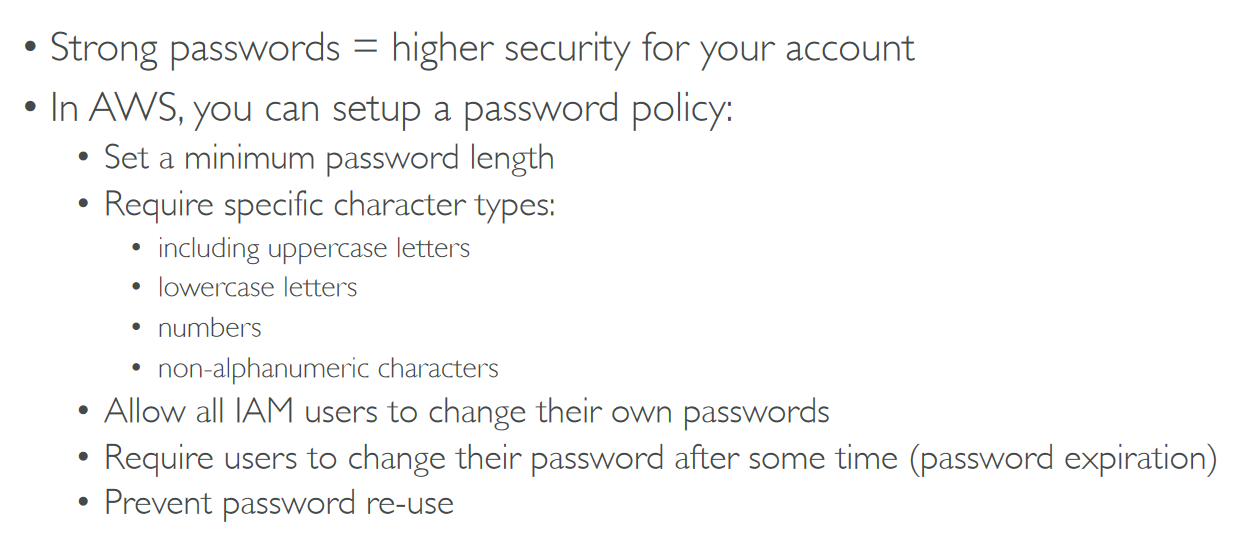 • Strong passwords = higher security for your account
• In AWS, you can setup a password policy:
• Set a minimum password length
• Require specific character types:
• including uppercase letters
• lowercase letters
• numbers
• non-alphanumeric characters
• Allow all IAM users to change their own passwords
• Require users to change their password after some time (password expiration)
• Prevent password re-use